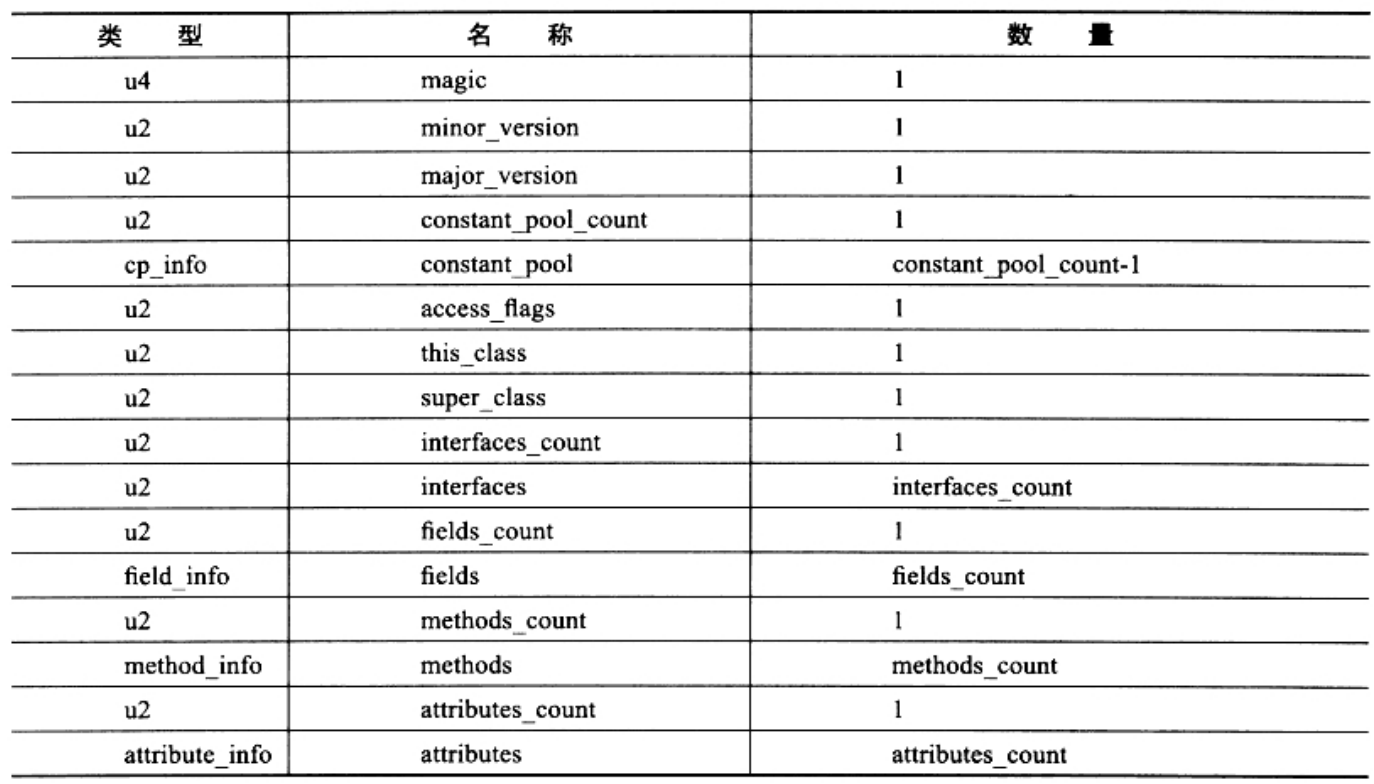 类 型 名 称 数 量
u4 magic 1
u2 minor_version 1
u2 major_version 1
u2 constant_pool_count 1
cp_info constant_pool constant_pool_count-1
u2 access_flags 1
u2 this_class 1
u2 super_class 1
u2 interfaces_count 1
u2 interfaces interfaces_count
u2 fields_count 1
field_info fields fields_count
u2 methods_count 1
method_info methods methods_count
u2 attributes_count 1
attribute_info attributes attributes_count